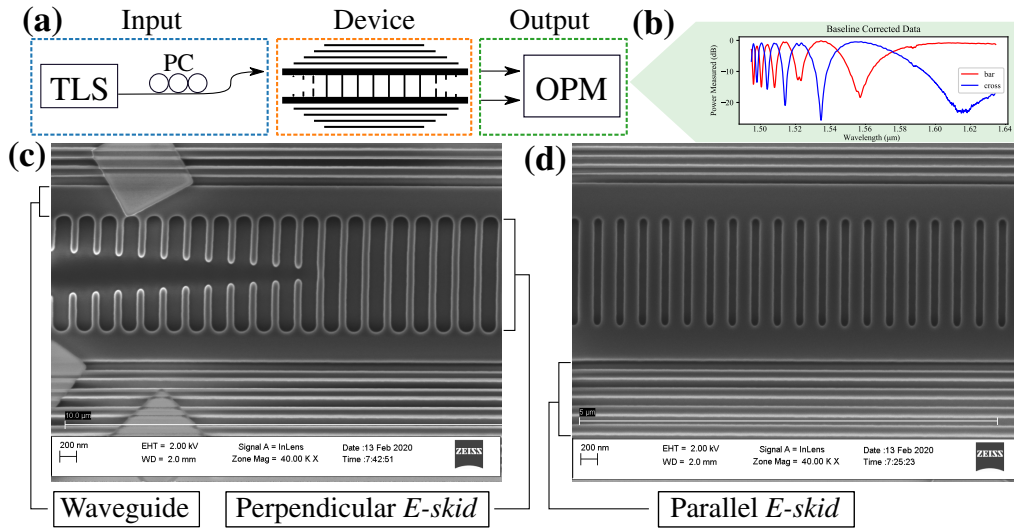 (a)
Input
Device
Output
TLS
PC
OPM
(b)
Baseline Corrected Data
Power Measured (dB)
0
−10
−20
bar
cross
1.50 1.52 1.54 1.56 1.58 1.60 1.62 1.64
Wavelength (μm)
(c)
10.0 μm
200 nm
EHT = 2.00 kV
WD = 2.0 mm
Signal A = InLens
Zone Mag = 40.00 K X
Date :13 Feb 2020
Time :7:42:51
ZEISS
(d)
5 μm
200 nm
EHT = 2.00 kV
WD = 2.0 mm
Signal A = InLens
Zone Mag = 40.00 K X
Date :13 Feb 2020
Time :7:25:23
ZEISS
Waveguide
Perpendicular E-skid
Parallel E-skid